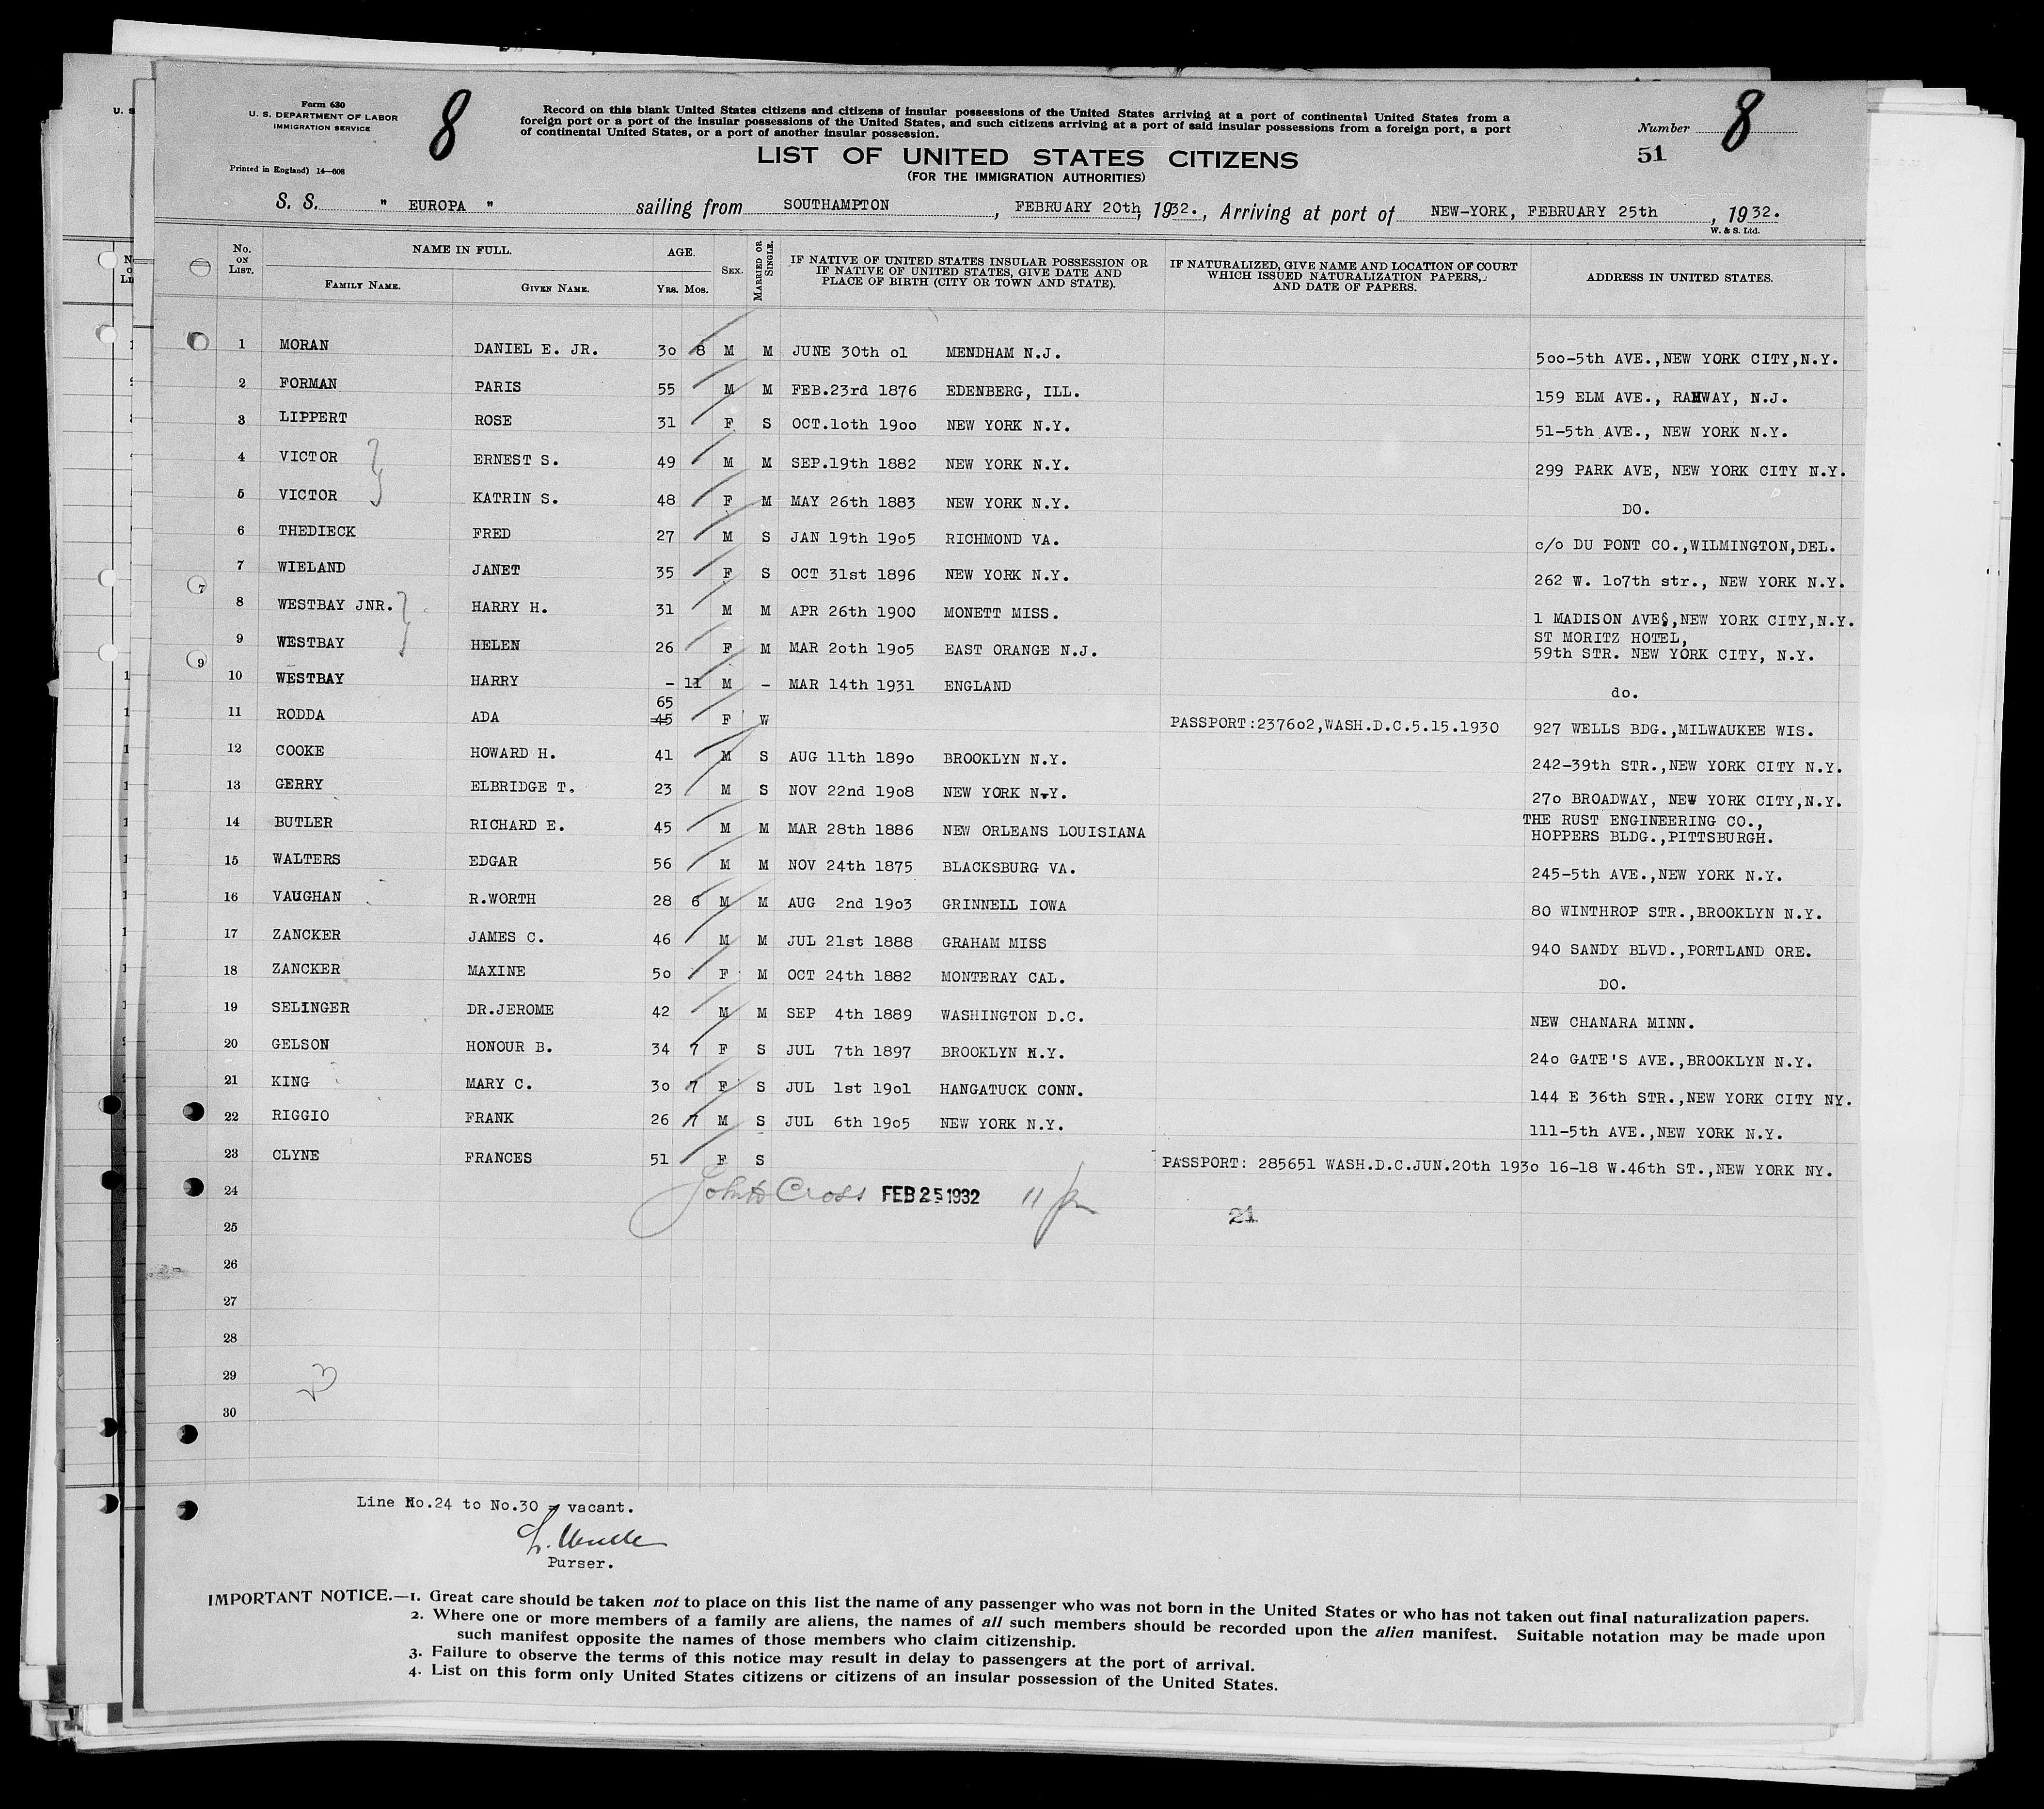 Form 630
U. S. DEPARTMENT OF LABOR
IMMIGRATION SERVICE
Printed in England) 14—608
8
Record on this blank United States citizens and citizens of insular possessions of the United States arriving at a port of continental United States from a
foreign port or a port of the insular possessions of the United States, and such citizens arriving at a port of said insular possessions from a foreign port, a port
of continental United States, or a port of another insular possession.
Number 8
51
LIST OF UNITED STATES CITIZENS
(FOR THE IMMIGRATION AUTHORITIES)
S. S. " EUROPA " sailing from SOUTHAMPTON, FEBRUARY 20th, 1932., Arriving at port of NEW-YORK, FEBRUARY 25th, 1932.
W. & S. Ltd.
No. ON LIST. NAME IN FULL. FAMILY NAME. GIVEN NAME. AGE. YRS. MOS. SEX. MARRIED OR SINGLE. IF NATIVE OF UNITED STATES INSULAR POSSESSION OR IF NATIVE OF UNITED STATES, GIVE DATE AND PLACE OF BIRTH (CITY OR TOWN AND STATE). IF NATURALIZED, GIVE NAME AND LOCATION OF COURT WHICH ISSUED NATURALIZATION PAPERS, AND DATE OF PAPERS. ADDRESS IN UNITED STATES.
1 MORAN DANIEL E. JR. 30 8 M M JUNE 30th 01 MENDHAM N.J. 500-5th AVE.,NEW YORK CITY,N.Y.
2 FORMAN PARIS 55 M M FEB.23rd 1876 EDENBERG, ILL. 159 ELM AVE., RAHWAY, N.J.
3 LIPPERT ROSE 31 F S OCT.10th 1900 NEW YORK N.Y. 51-5th AVE., NEW YORK N.Y.
4 VICTOR ERNEST S. 49 M M SEP.19th 1882 NEW YORK N.Y. 299 PARK AVE, NEW YORK CITY N.Y.
5 VICTOR KATRIN S. 48 F M MAY 26th 1883 NEW YORK N.Y. DO.
6 THEDIECK FRED 27 M S JAN 19th 1905 RICHMOND VA. c/o DU PONT CO.,WILMINGTON,DEL.
7 WIELAND JANET 35 F S OCT 31st 1896 NEW YORK N.Y. 262 W. 107th str., NEW YORK N.Y.
8 WESTBAY JNR. HARRY H. 31 M M APR 26th 1900 MONETT MISS. 1 MADISON AVE,NEW YORK CITY,N.Y.
9 WESTBAY HELEN 26 F M MAR 20th 1905 EAST ORANGE N.J. ST MORITZ HOTEL,
59th STR. NEW YORK CITY, N.Y.
10 WESTBAY HARRY - 11 M - MAR 14th 1931 ENGLAND do.
11 RODDA ADA 65 45 F W PASSPORT:237602,WASH.D.C.5.15.1930 927 WELLS BDG.,MILWAUKEE WIS.
12 COOKE HOWARD H. 41 M S AUG 11th 1890 BROOKLYN N.Y. 242-39th STR.,NEW YORK CITY N.Y.
13 GERRY ELBRIDGE T. 23 M S NOV 22nd 1908 NEW YORK N.Y. 270 BROADWAY, NEW YORK CITY,N.Y.
14 BUTLER RICHARD E. 45 M M MAR 28th 1886 NEW ORLEANS LOUISIANA THE RUST ENGINEERING CO.,
HOPPERS BLDG.,PITTSBURGH.
15 WALTERS EDGAR 56 M M NOV 24th 1875 BLACKSBURG VA. 245-5th AVE.,NEW YORK N.Y.
16 VAUGHAN R.WORTH 28 6 M M AUG 2nd 1903 GRINNELL IOWA 80 WINTHROP STR.,BROOKLYN N.Y.
17 ZANCKER JAMES C. 46 M M JUL 21st 1888 GRAHAM MISS 940 SANDY BLVD.,PORTLAND ORE.
18 ZANCKER MAXINE 50 F M OCT 24th 1882 MONTERAY CAL. DO.
19 SELINGER DR.JEROME 42 M M SEP 4th 1889 WASHINGTON D.C. NEW CHANARA MINN.
20 GELSON HONOUR B. 34 7 F S JUL 7th 1897 BROOKLYN N.Y. 240 GATE'S AVE.,BROOKLYN N.Y.
21 KING MARY C. 30 7 F S JUL 1st 1901 HANGATUCK CONN. 144 E 36th STR.,NEW YORK CITY NY.
22 RIGGIO FRANK 26 7 M S JUL 6th 1905 NEW YORK N.Y. 111-5th AVE.,NEW YORK N.Y.
23 CLYNE FRANCES 51 F S PASSPORT: 285651 WASH.D.C.JUN.20th 1930 16-18 W.46th ST.,NEW YORK NY.
24 John D Cross FEB 25 1932
21
25
26
27
28
29
23
30
Line No.24 to No.30 - vacant.
Purser.
IMPORTANT NOTICE.—1. Great care should be taken not to place on this list the name of any passenger who was not born in the United States or who has not taken out final naturalization papers.
2. Where one or more members of a family are aliens, the names of all such members should be recorded upon the alien manifest. Suitable notation may be made upon
such manifest opposite the names of those members who claim citizenship.
3. Failure to observe the terms of this notice may result in delay to passengers at the port of arrival.
4. List on this form only United States citizens or citizens of an insular possession of the United States.